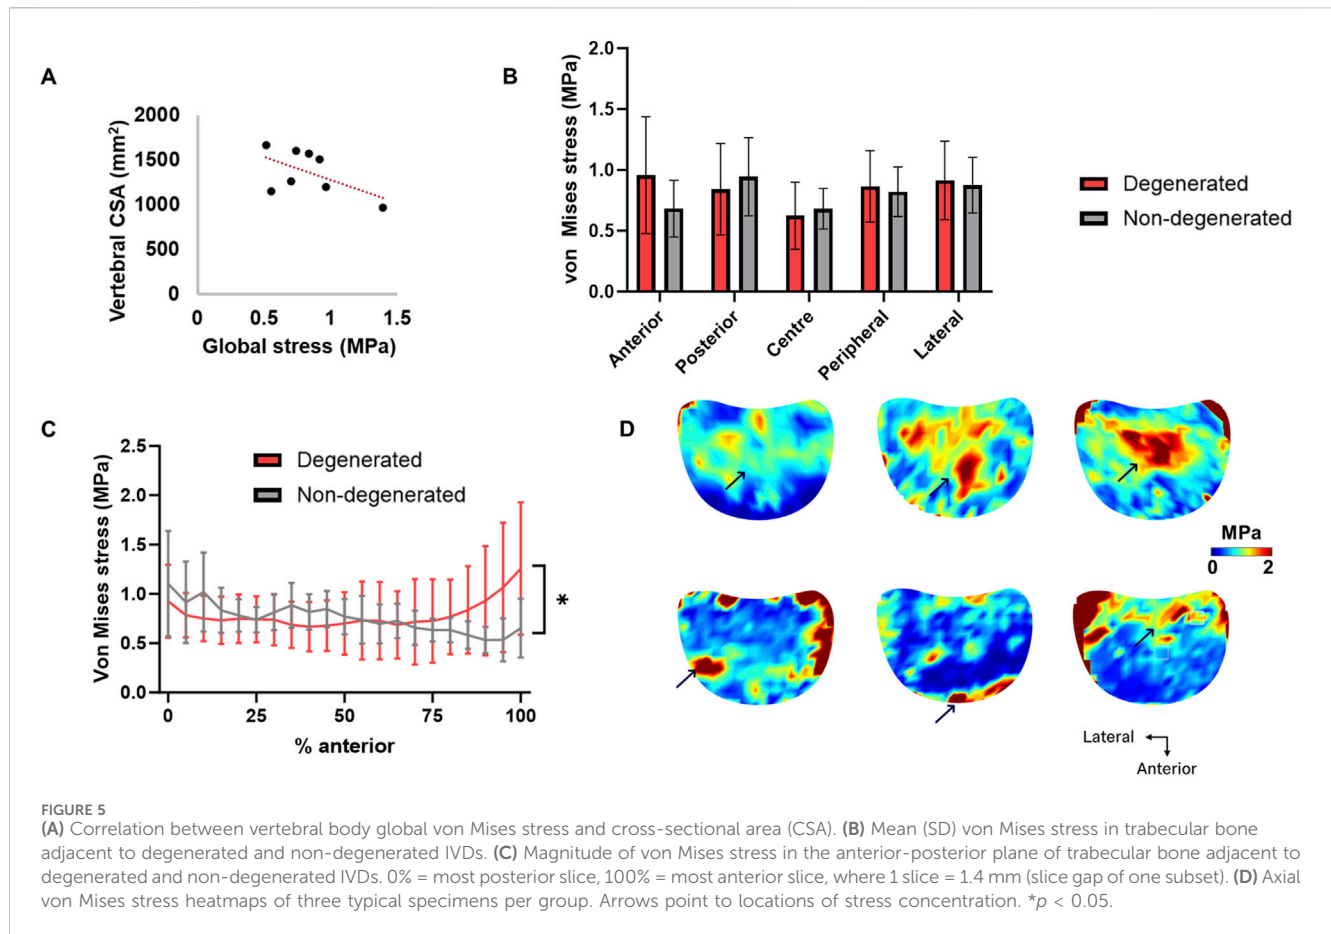 A
Vertebral CSA (mm²)
2000
1500
1000
500
0
0
0.5
1
1.5
Global stress (MPa)
B
von Mises stress (MPa)
2.0
1.5
1.0
0.5
0.0
Anterior
Posterior
Centre
Peripheral
Lateral
Degenerated
Non-degenerated
C
Von Mises stress (MPa)
2.5
2.0
1.5
1.0
0.5
0.0
Degenerated
Non-degenerated
*
0
25
50
75
100
% anterior
D
MPa
0 2
Lateral
Anterior
FIGURE 5
(A) Correlation between vertebral body global von Mises stress and cross-sectional area (CSA). (B) Mean (SD) von Mises stress in trabecular bone
adjacent to degenerated and non-degenerated IVDs. (C) Magnitude of von Mises stress in the anterior-posterior plane of trabecular bone adjacent to
degenerated and non-degenerated IVDs. 0% = most posterior slice, 100% = most anterior slice, where 1 slice = 1.4 mm (slice gap of one subset). (D) Axial
von Mises stress heatmaps of three typical specimens per group. Arrows point to locations of stress concentration. *p < 0.05.